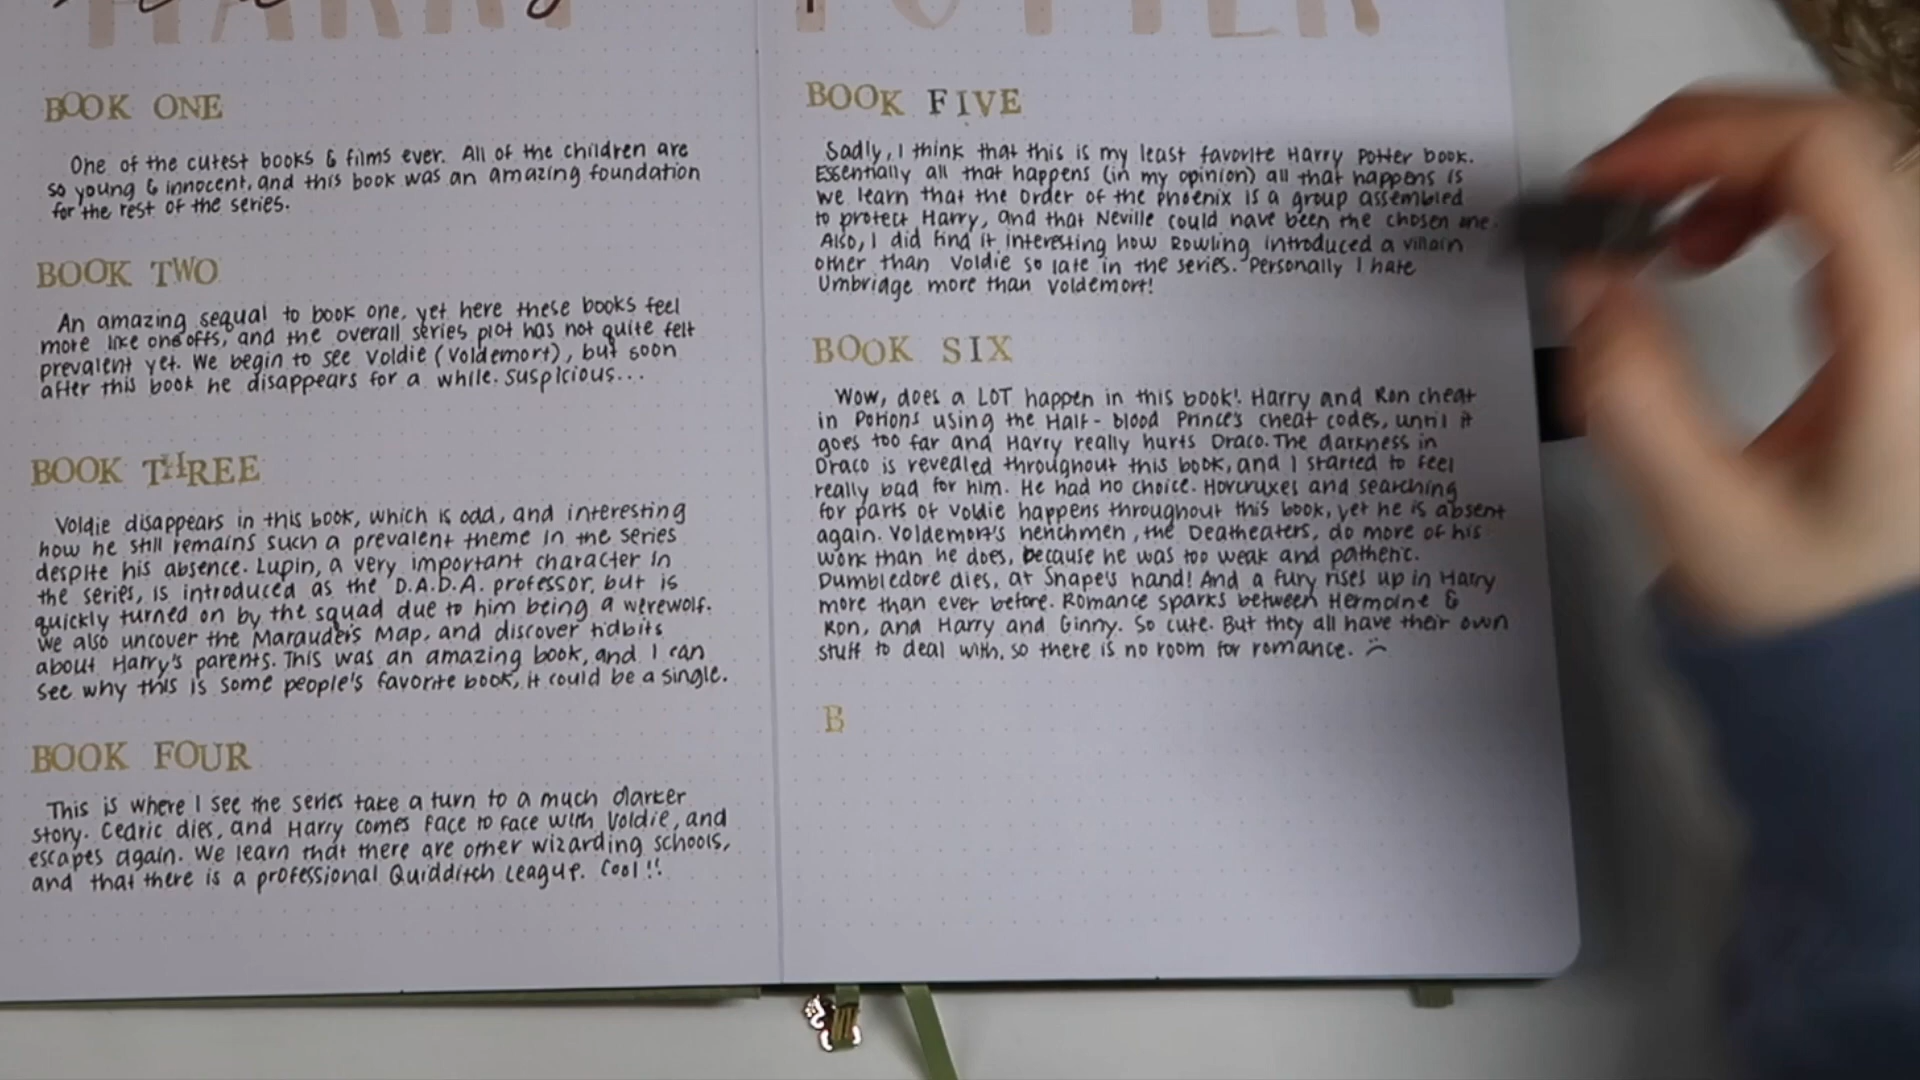 HARRY
BOOK ONE
One of the cutest books & films ever. All of the children are
so young & innocent, and this book was an amazing foundation
for the rest of the series.
BOOK TWO
An amazing sequal to book one, yet here these books feel
more like one offs, and the overall series plot has not quite felt
prevalent yet. We begin to see Voldie (Voldemort), but soon
after this book he disappears for a while. Suspicious...
BOOK THREE
Voldie disappears in this book, which is odd, and interesting
how he still remains such a prevalent theme in the series
despite his absence. Lupin, a very important character in
the series, is introduced as the D.A.D.A. professor, but is
quickly turned on by the squad due to him being a werewolf.
We also uncover the Marauder's Map, and discover tidbits
about Harry's parents. This was an amazing book, and I can
see why this is some people's favorite book, it could be a single.
BOOK FOUR
This is where I see the series take a turn to a much darker
story. Cedric dies, and Harry comes face to face with Voldie, and
escapes again. We learn that there are other wizarding schools,
and that there is a professional Quidditch League. Cool!!
POTTER
BOOK FIVE
Sadly, I think that this is my least favorite Harry Potter book.
Essentially all that happens (in my opinion) all that happens is
we learn that the Order of the Phoenix is a group assembled
to protect Harry, and that Neville could have been the chosen one.
Also, I did find it interesting how Rowling introduced a villain
other than Voldie so late in the series. Personally I hate
Umbridge more than Voldemort!
BOOK SIX
Wow, does a LOT happen in this book! Harry and Ron cheat
in Potions using the Half-blood Prince's cheat codes, until it
goes too far and Harry really hurts Draco. The darkness in
Draco is revealed throughout this book, and I started to feel
really bad for him. He had no choice. Horcruxes and searching
for parts of Voldie happens throughout this book, yet he is absent
again. Voldemort's henchmen, the Deatheaters, do more of his
work than he does, because he was too weak and pathetic.
Dumbledore dies, at Snape's hand! And a fury rises up in Harry
more than ever before. Romance sparks between Hermoine &
Ron, and Harry and Ginny. So cute. But they all have their own
stuff to deal with, so there is no room for romance.
B